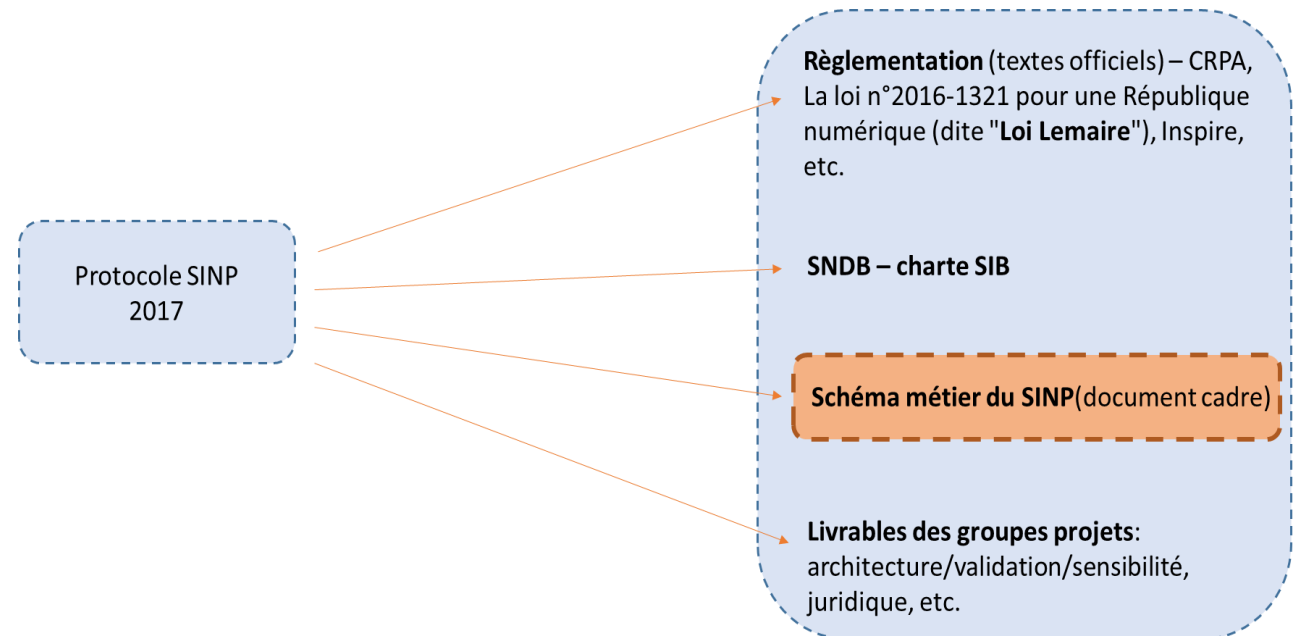 Protocole SINP
2017
Règlementation (textes officiels) – CRPA,
La loi n°2016-1321 pour une République
numérique (dite "Loi Lemaire"), Inspire,
etc.
SNDB – charte SIB
Schéma métier du SINP(document cadre)
Livrables des groupes projets:
architecture/validation/sensibilité,
juridique, etc.